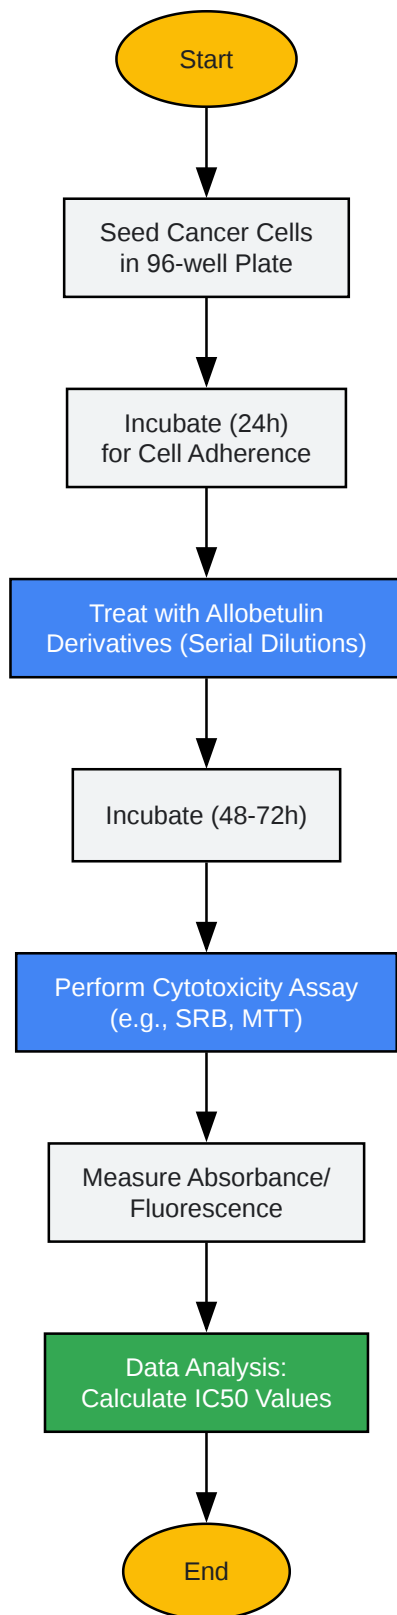 Start
Seed Cancer Cells
in 96-well Plate
Incubate (24h)
for Cell Adherence
Treat with Allobetulin
Derivatives (Serial Dilutions)
Incubate (48-72h)
Perform Cytotoxicity Assay
(e.g., SRB, MTT)
Measure Absorbance/
Fluorescence
Data Analysis:
Calculate IC50 Values
End